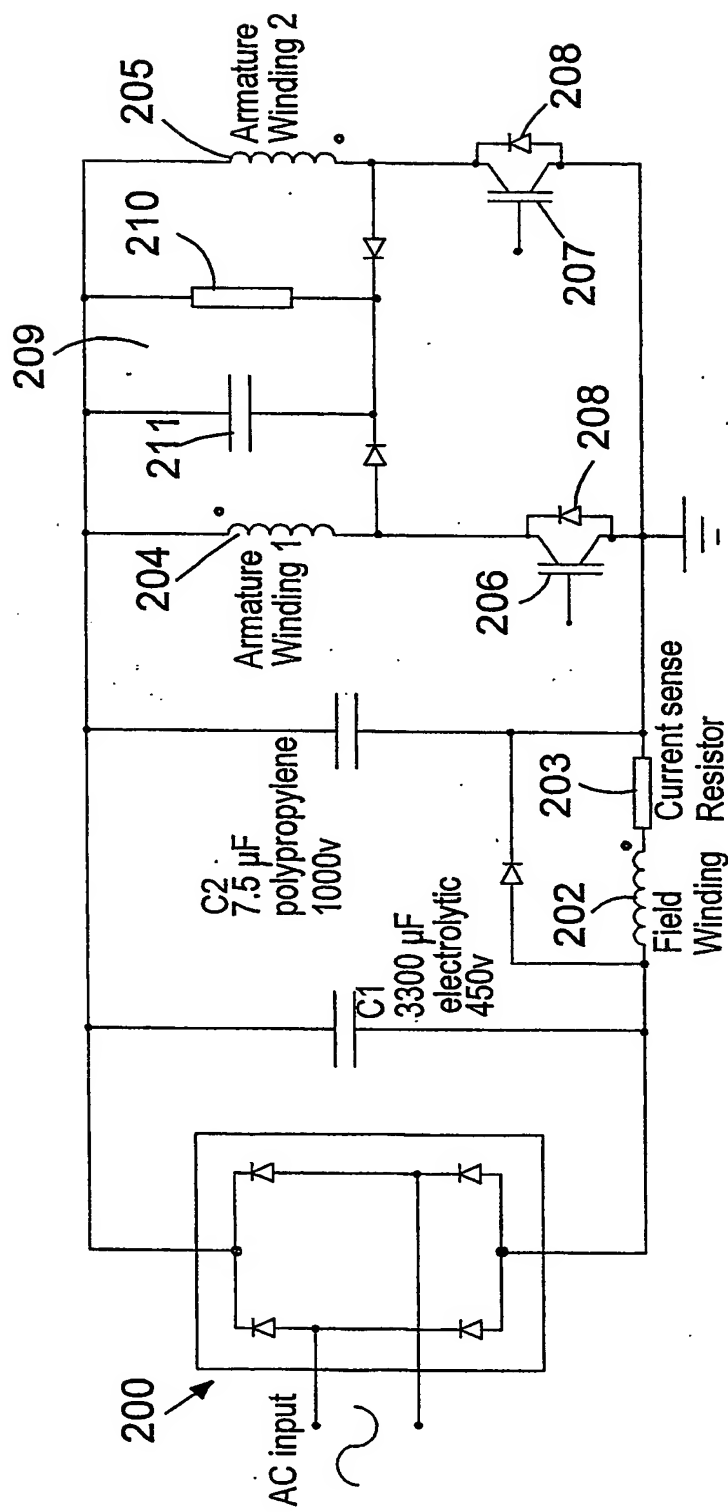 200
AC input
C1
3300 µF
electrolytic
450v
C2
7.5 µF
polypropylene
1000v
202
Field
Winding
203
Current sense
Resistor
204
Armature
Winding 1
206
208
211
209
210
205
Armature
Winding 2
207
208